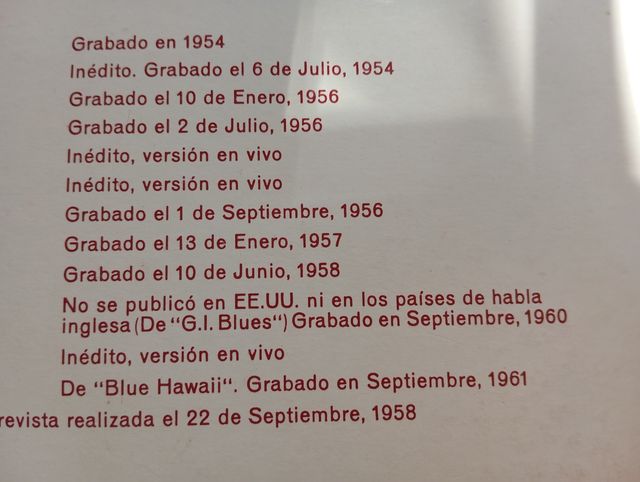 Grabado en 1954
Inédito. Grabado el 6 de Julio, 1954
Grabado el 10 de Enero, 1956
Grabado el 2 de Julio, 1956
Inédito, versión en vivo
Inédito, versión en vivo
Grabado el 1 de Septiembre, 1956
Grabado el 13 de Enero, 1957
Grabado el 10 de Junio, 1958
No se publicó en EE.UU. ni en los países de habla
inglesa (De "G.I. Blues") Grabado en Septiembre, 1960
Inédito, versión en vivo
De "Blue Hawaii". Grabado en Septiembre, 1961
revista realizada el 22 de Septiembre, 1958